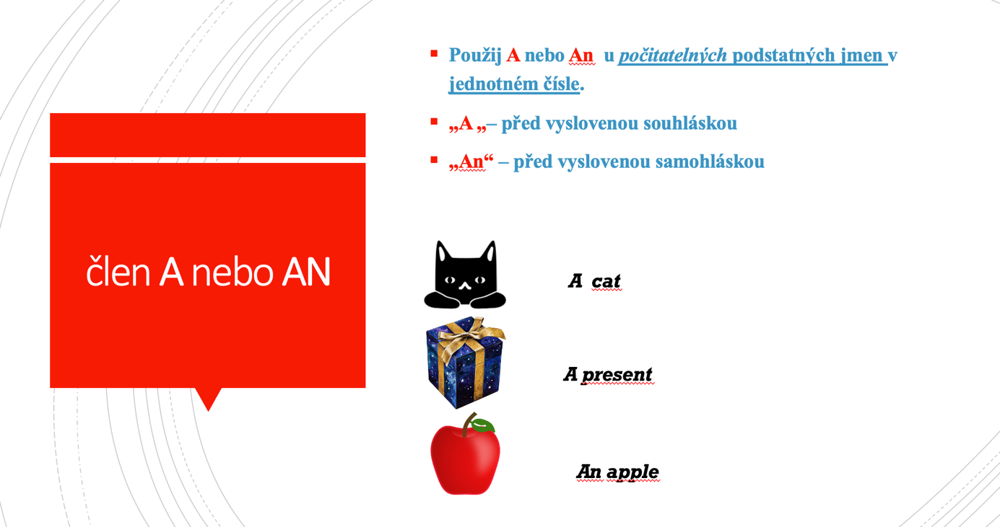 člen A nebo AN
Použij A nebo An u počitatelných podstatných jmen v
jednotném čísle.
„A „– před vyslovenou souhláskou
„An“ – před vyslovenou samohláskou
A cat
A present
An apple